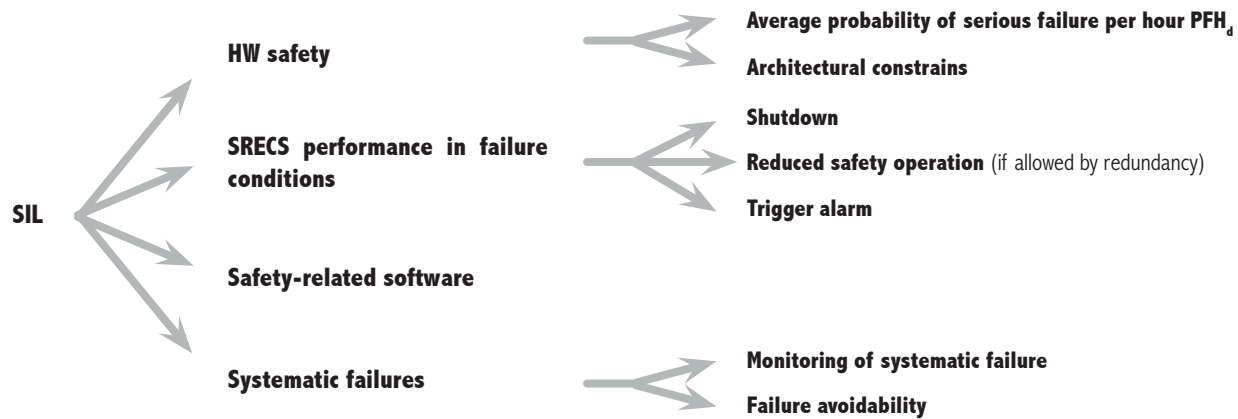 Average probability of serious failure per hour PFHd
HW safety
Architectural constrains
Shutdown
SRECS performance in failure
conditions
Reduced safety operation (if allowed by redundancy)
Trigger alarm
SIL
Safety-related software
Monitoring of systematic failure
Systematic failures
Failure avoidability